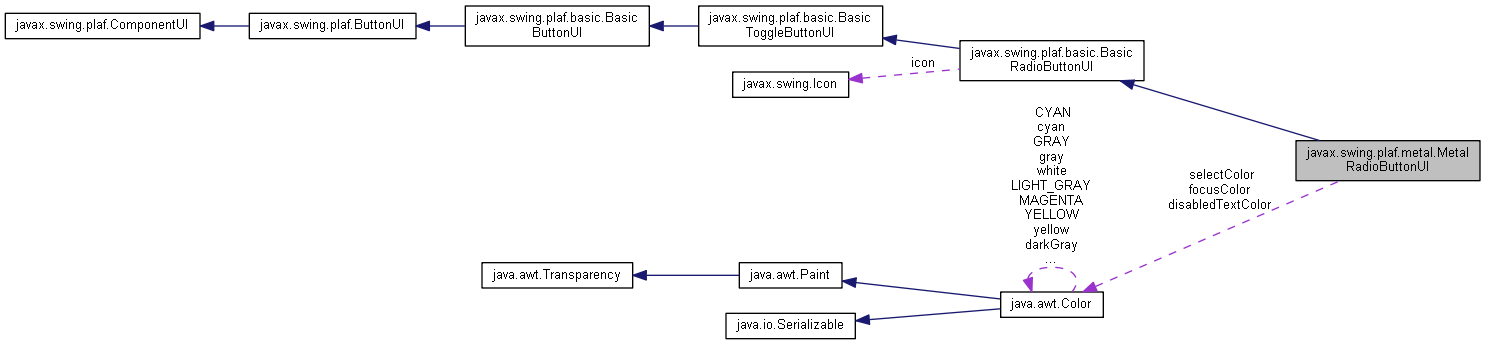 javax.swing.plaf.ComponentUI
javax.swing.plaf.ButtonUI
javax.swing.plaf.basic.Basic
ButtonUI
javax.swing.plaf.basic.Basic
ToggleButtonUI
javax.swing.plaf.basic.Basic
RadioButtonUI
icon
javax.swing.Icon
CYAN
cyan
GRAY
gray
white
LIGHT_GRAY
MAGENTA
YELLOW
yellow
darkGray
...
javax.swing.plaf.metal.Metal
RadioButtonUI
selectColor
focusColor
disabledTextColor
java.awt.Transparency
java.awt.Paint
java.awt.Color
java.io.Serializable